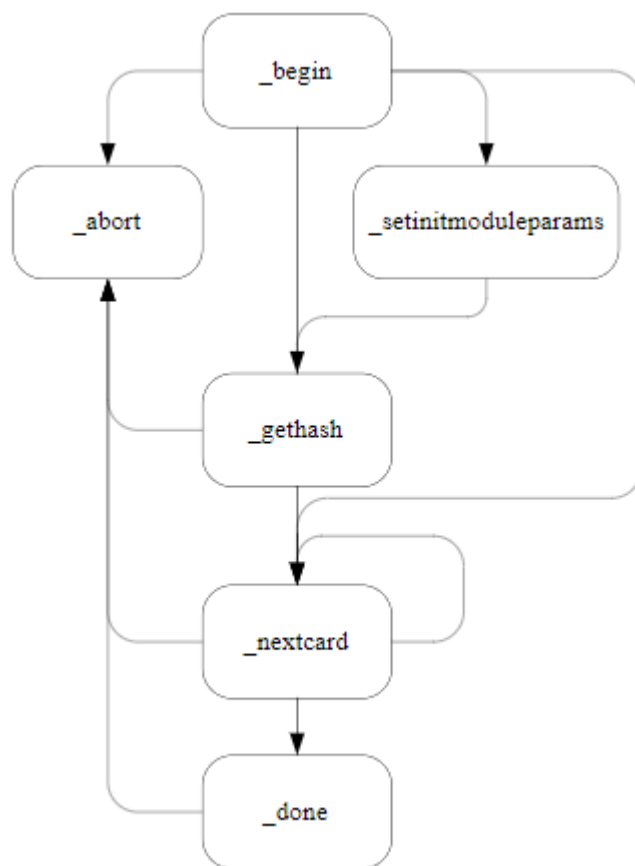 _begin
_abort
_setinitmoduleparams
_gethash
_nextcard
_done